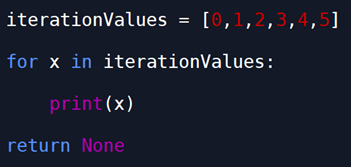 iterationValues = [0,1,2,3,4,5]
for x in iterationValues:
    print(x)
return None